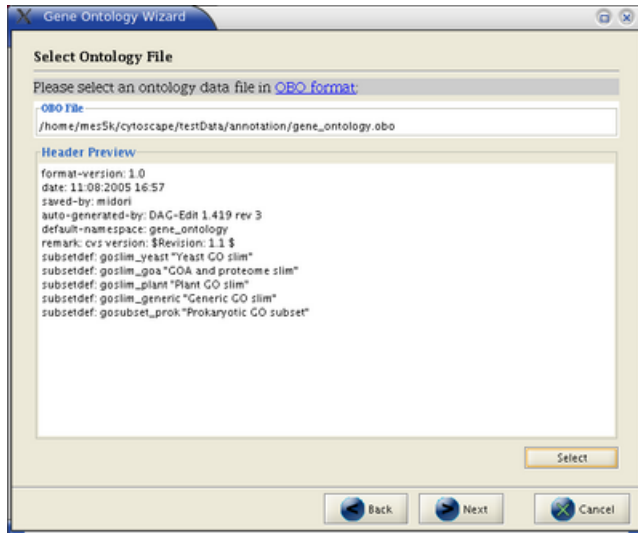 Gene Ontology Wizard
Select Ontology File
Please select an ontology data file in OBO format:
OBO File
/home/mes5k/cytoscape/testData/annotation/gene_ontology.obo
Header Preview
format-version: 1.0
date: 11:08:2005 16:57
saved-by: midori
auto-generated-by: DAG-Edit 1.419 rev 3
default-namespace: gene_ontology
remark: cvs version: $Revision: 1.1 $
subsetdef: goslim_yeast "Yeast GO slim"
subsetdef: goslim_goa "GOA and proteome slim"
subsetdef: goslim_plant "Plant GO slim"
subsetdef: goslim_generic "Generic GO slim"
subsetdef: gosubset_prok "Prokaryotic GO subset"
Select
Back
Next
Cancel